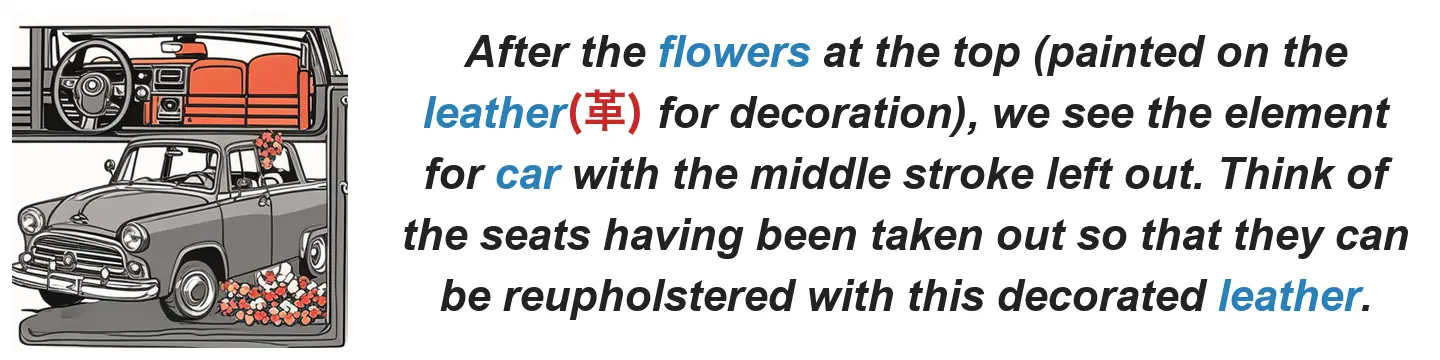 After the flowers at the top (painted on the
leather(革) for decoration), we see the element
for car with the middle stroke left out. Think of
the seats having been taken out so that they can
be reupholstered with this decorated leather.